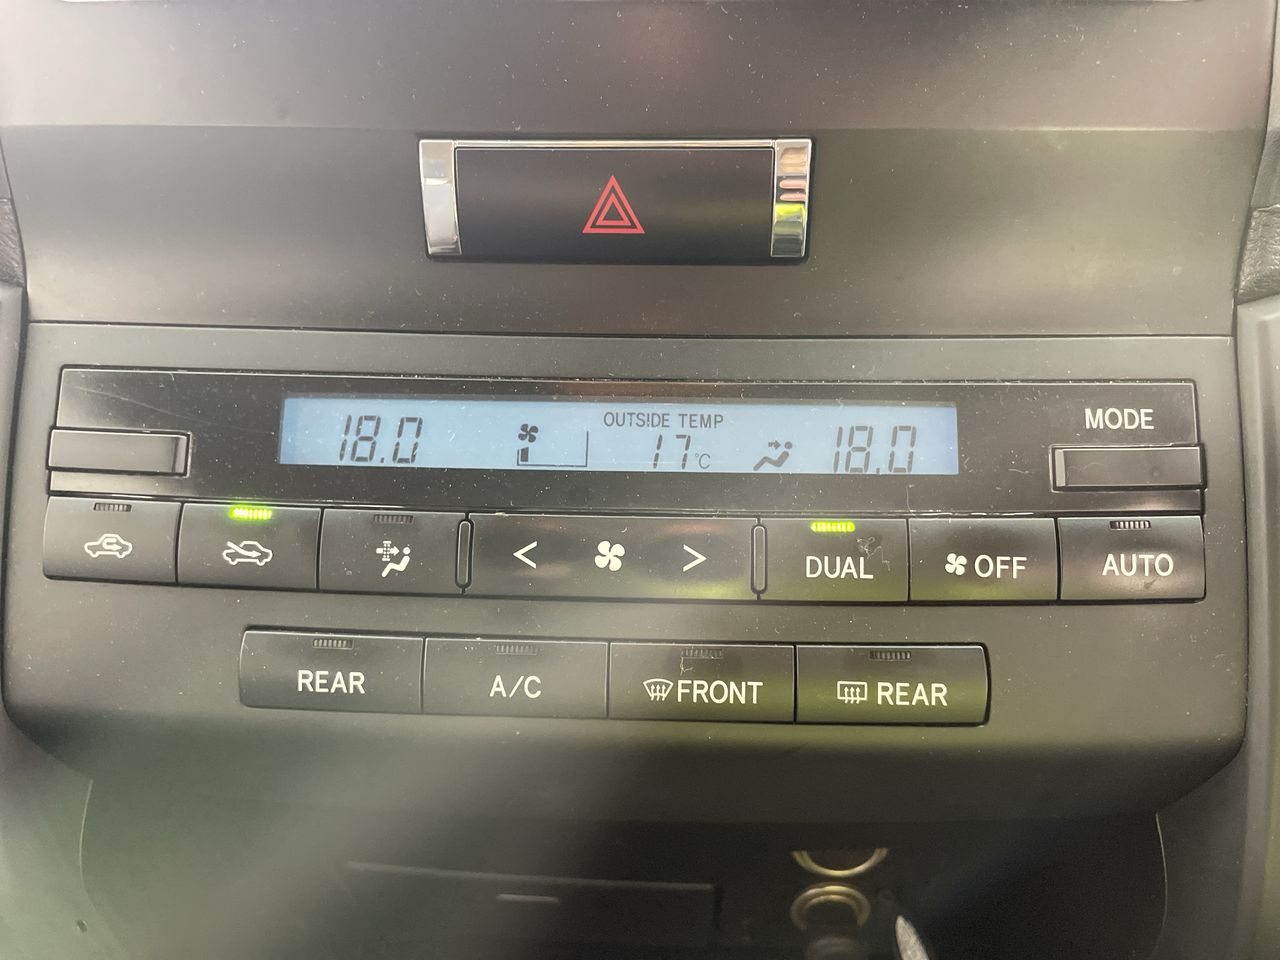 OUTSIDE TEMP
18.0 17°C 18.0
MODE
< >
DUAL
OFF
AUTO
REAR
A/C
FRONT
REAR